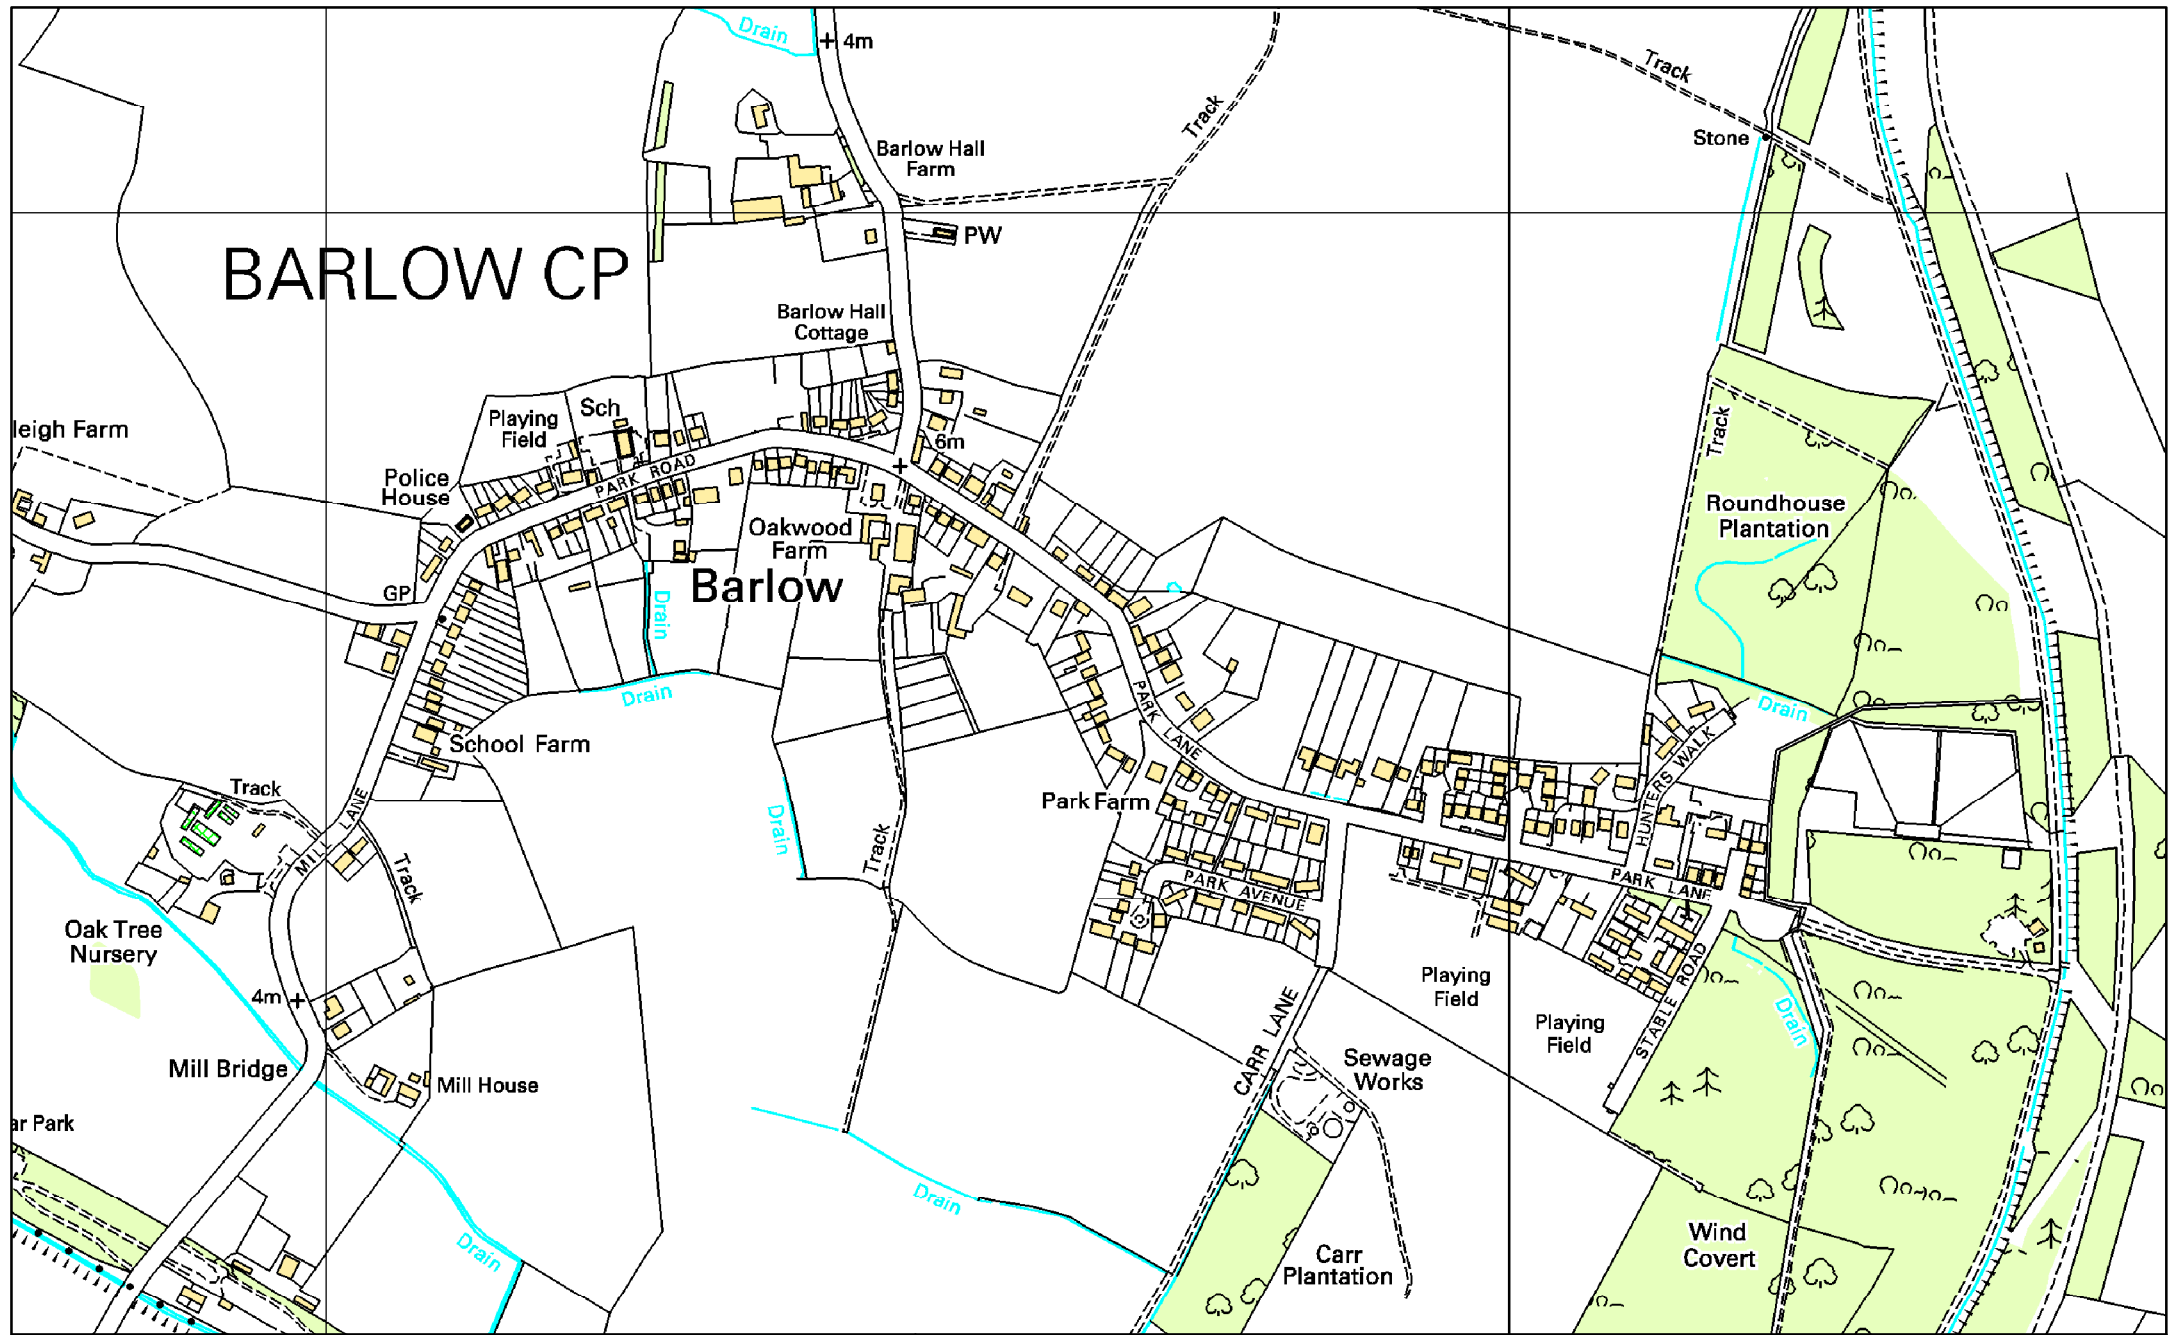 Drain
4m
Track
Track
Stone
Barlow Hall
Farm
PW
BARLOW CP
Barlow Hall
Cottage
Playing
Field
Sch
leigh Farm
6m
Track
Police
House
PARK ROAD
Roundhouse
Plantation
Oakwood
Farm
Barlow
GP
Drain
Drain
Drain
PARK LANE
School Farm
HUNTERS WALK
Track
Park Farm
MILL LANE
Drain
Track
Track
PARK AVENUE
PARK LANE
Oak Tree
Nursery
Playing
Field
4m
Playing
Field
STABLE ROAD
Drain
CARR LANE
Mill Bridge
Mill House
Sewage
Works
ar Park
Drain
Drain
Carr
Plantation
Wind
Covert